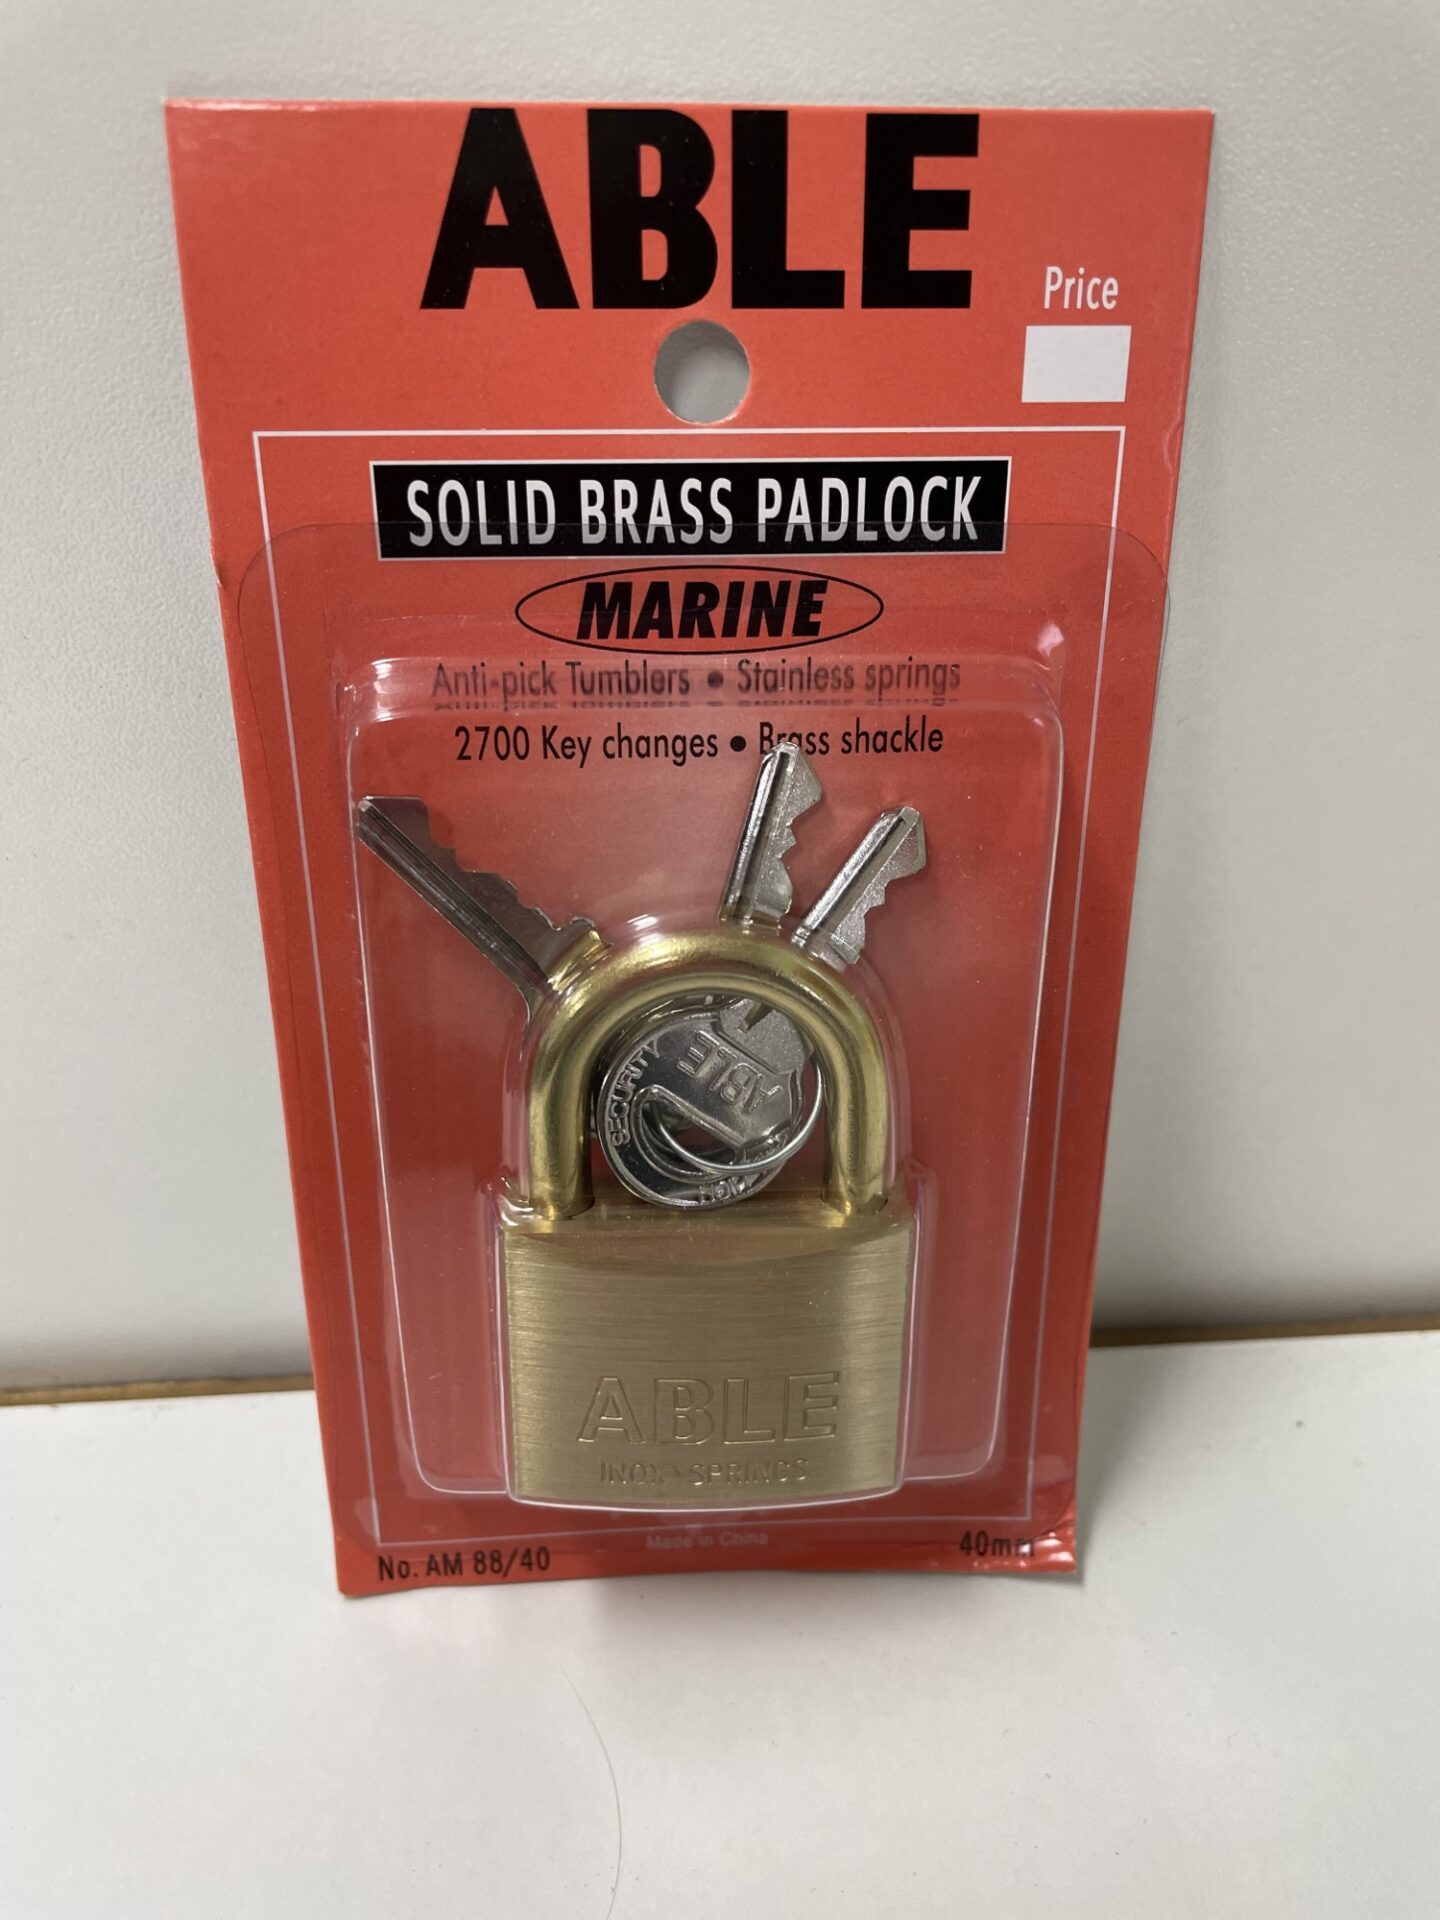 ABLE
Price
SOLID BRASS PADLOCK
MARINE
Anti-pick Tumblers • Stainless springs
2700 Key changes • Brass shackle
ABLE
SECURITY
HIGH
ABLE
INOX SPRINGS
Made in China
No. AM 88/40
40mm